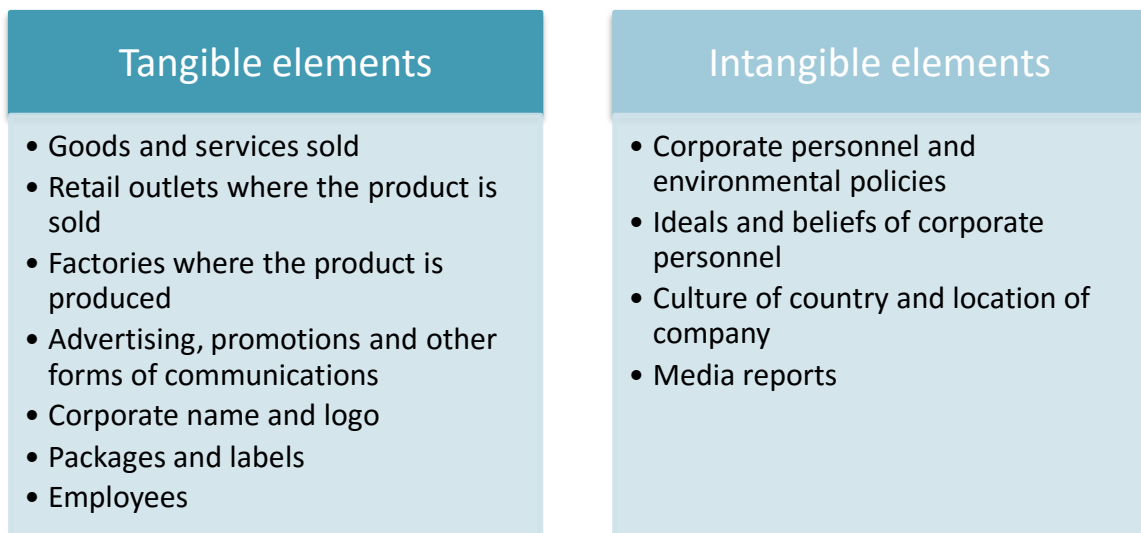 Tangible elements
• Goods and services sold
• Retail outlets where the product is
sold
• Factories where the product is
produced
• Advertising, promotions and other
forms of communications
• Corporate name and logo
• Packages and labels
• Employees
Intangible elements
• Corporate personnel and
environmental policies
• Ideals and beliefs of corporate
personnel
• Culture of country and location of
company
• Media reports